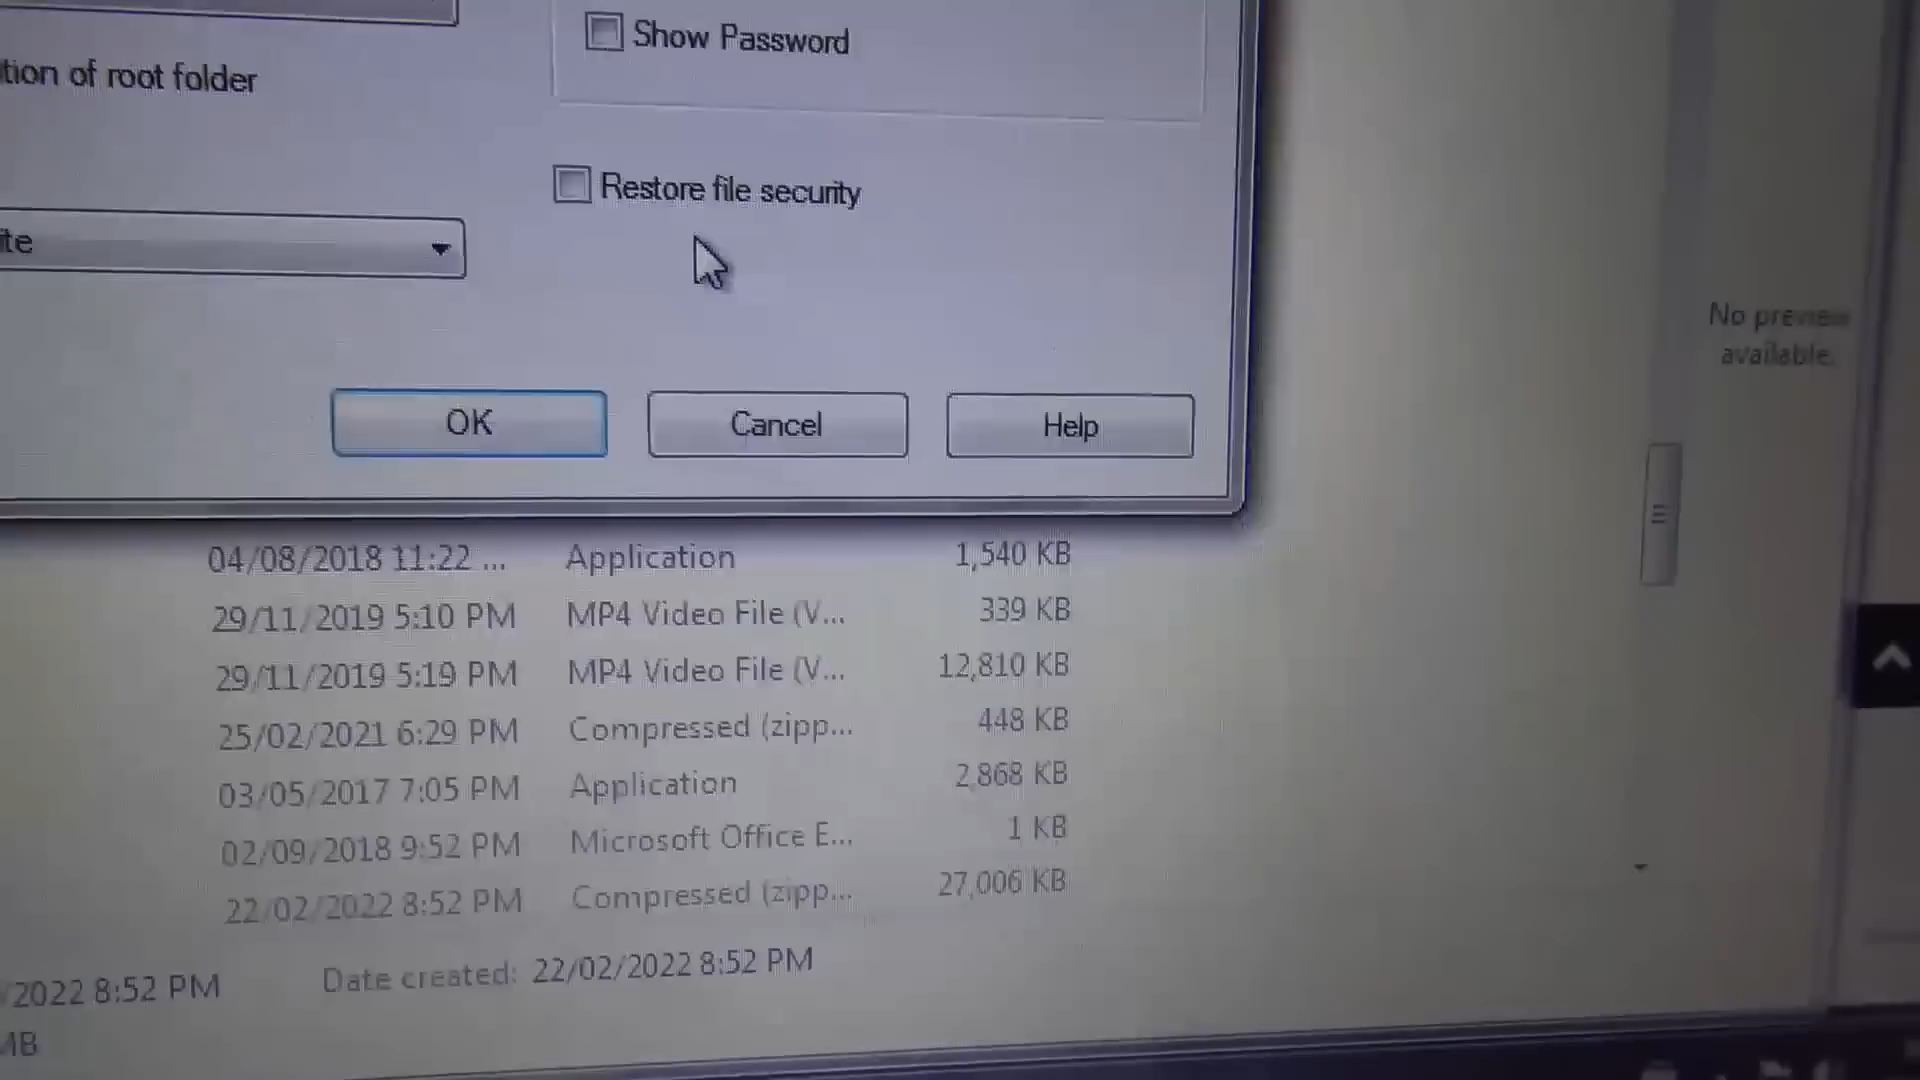 Show Password
tion of root folder
Restore file security
te
OK
Cancel
Help
No preview
available.
04/08/2018 11:22 ... Application 1,540 KB
29/11/2019 5:10 PM MP4 Video File (V... 339 KB
29/11/2019 5:19 PM MP4 Video File (V... 12,810 KB
25/02/2021 6:29 PM Compressed (zipp... 448 KB
03/05/2017 7:05 PM Application 2,868 KB
02/09/2018 9:52 PM Microsoft Office E... 1 KB
22/02/2022 8:52 PM Compressed (zipp... 27,006 KB
/2022 8:52 PM Date created: 22/02/2022 8:52 PM
MB